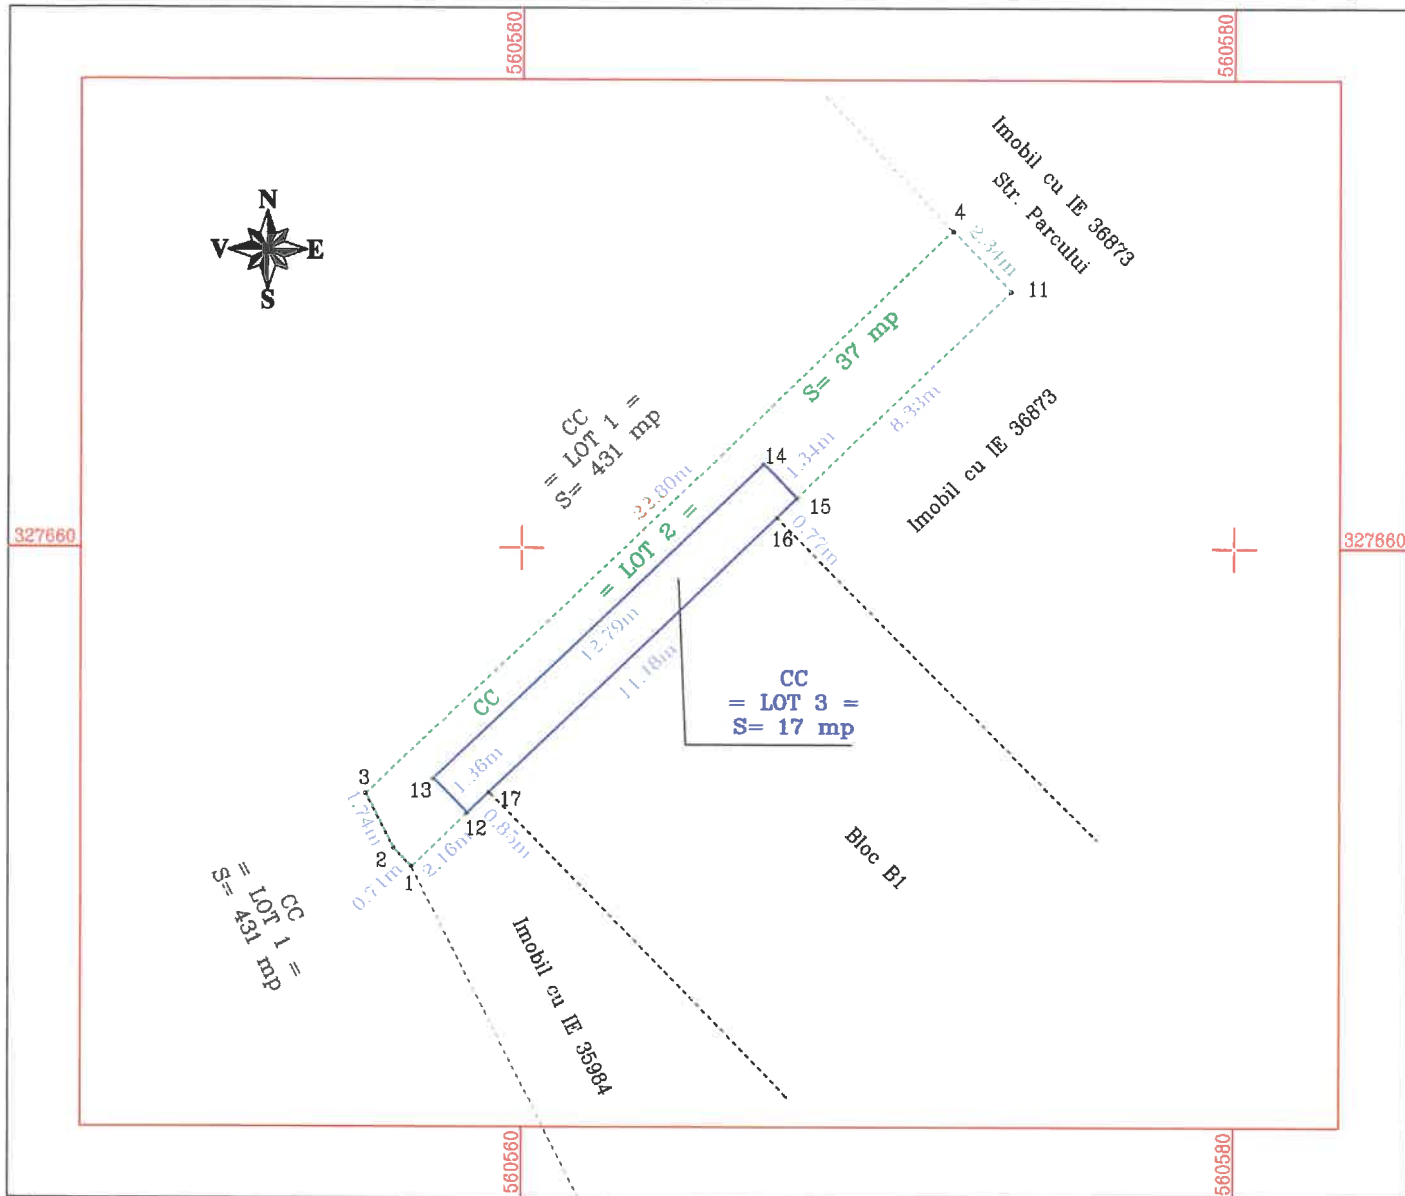 560560
560580
N
V E
S
Imobil cu IE 36873
Str. Parcului
4
2.34m
11
S= 37 mp
8.33m
CC
= LOT 1 =
S= 431 mp
Imobil cu IE 36873
14
1.34m
22.80m
15
= LOT 2 =
16
0.77m
327660
327660
12.79m
11.18m
CC
CC
= LOT 3 =
S= 17 mp
3
13
1.36m
1.74m
17
12
0.85m
2
2.16m
0.71m
1
Bloc B1
CC
= LOT 1 =
S= 431 mp
Imobil cu IE 35984
560560
560580